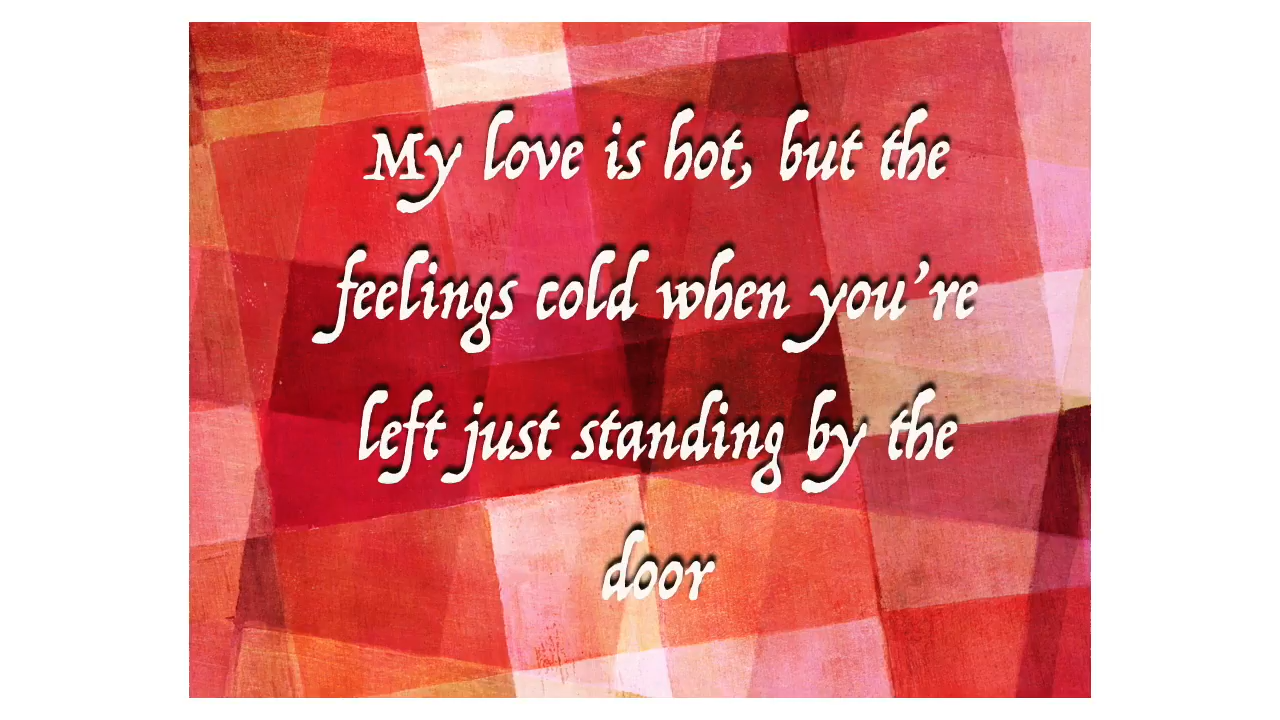 My love is hot, but the
feelings cold when you’re
left just standing by the
door